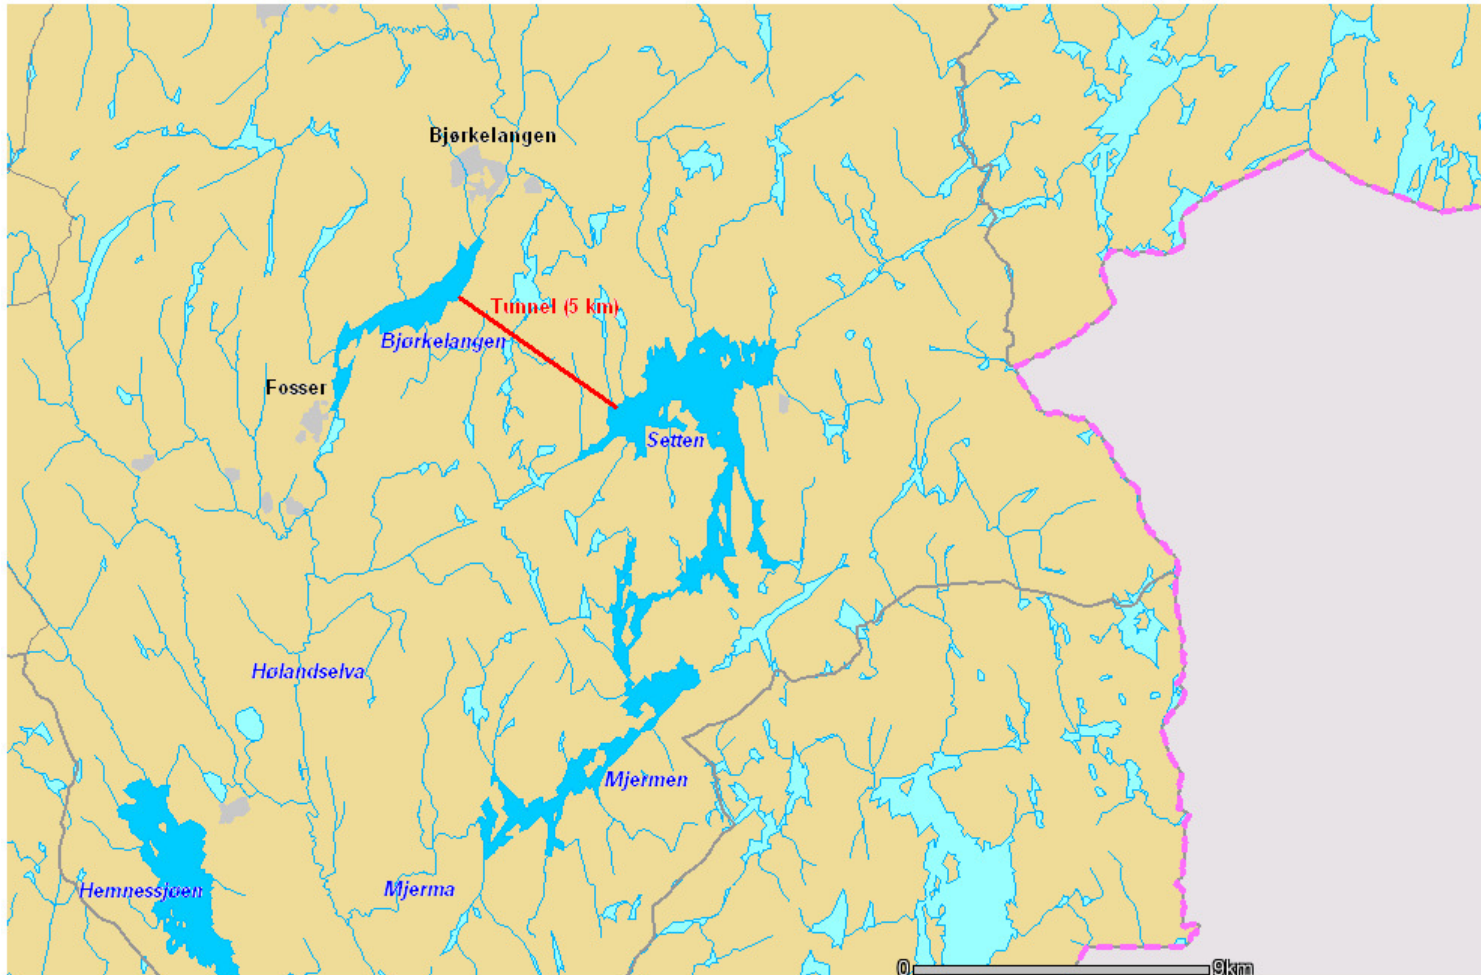 Bjørkelangen
Tunnel (5 km)
Bjørkelangen
Fosser
Setten
Hølandselva
Mjermen
Hemnessjøen
Mjerma
0 9km